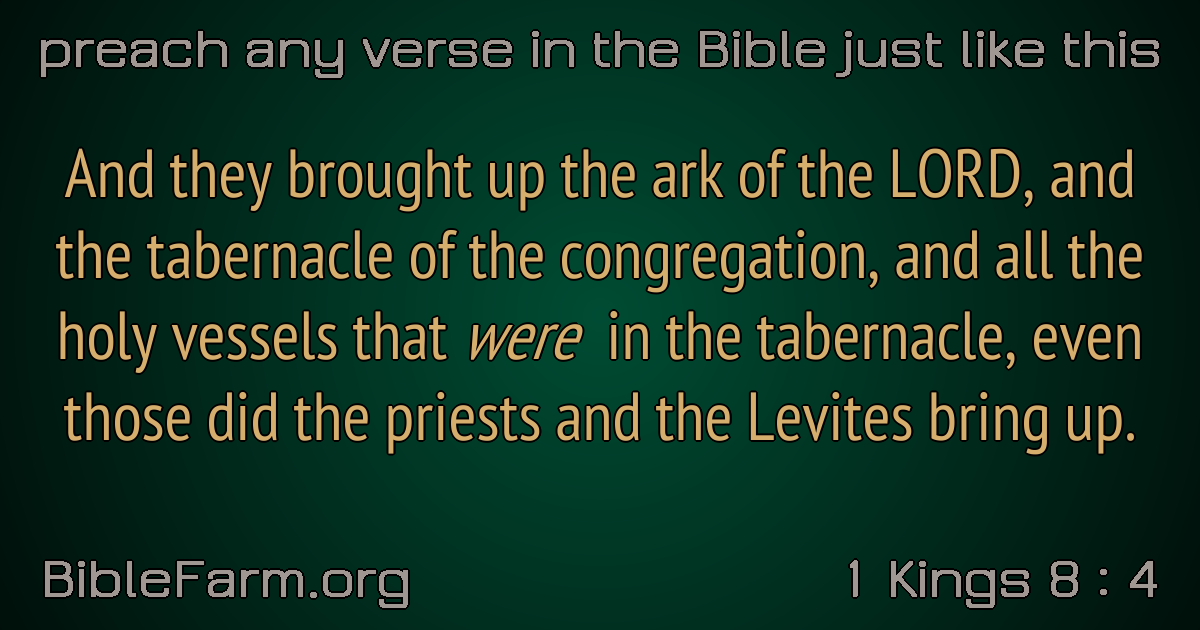 preach any verse in the Bible just like this
And they brought up the ark of the LORD, and
the tabernacle of the congregation, and all the
holy vessels that were in the tabernacle, even
those did the priests and the Levites bring up.
BibleFarm.org
1 Kings 8 : 4